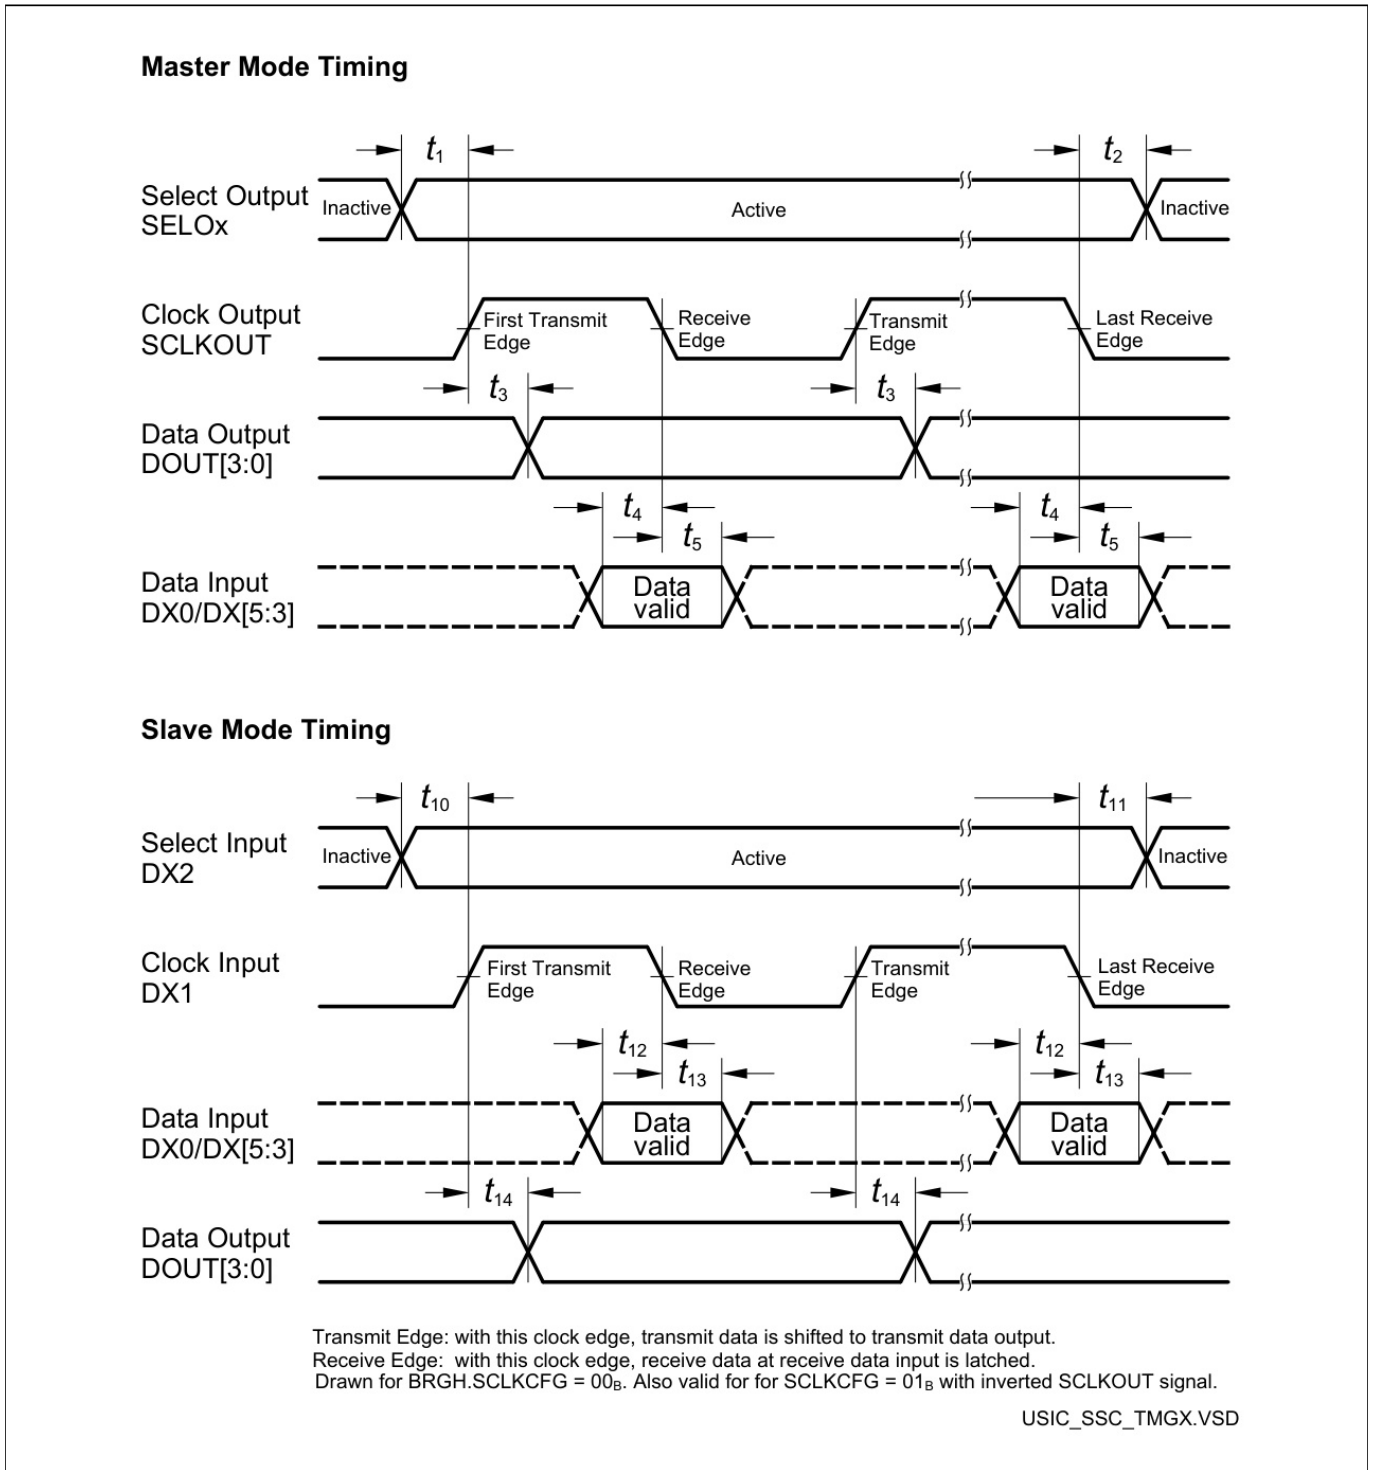 Master Mode Timing
t1
t2
Select Output
SELOx
Inactive
Active
Inactive
Clock Output
SCLKOUT
First Transmit
Edge
Receive
Edge
Transmit
Edge
Last Receive
Edge
t3
t3
Data Output
DOUT[3:0]
t4
t5
t4
t5
Data Input
DX0/DX[5:3]
Data
valid
Data
valid
Slave Mode Timing
t10
t11
Select Input
DX2
Inactive
Active
Inactive
Clock Input
DX1
First Transmit
Edge
Receive
Edge
Transmit
Edge
Last Receive
Edge
t12
t13
t12
t13
Data Input
DX0/DX[5:3]
Data
valid
Data
valid
t14
t14
Data Output
DOUT[3:0]
Transmit Edge: with this clock edge, transmit data is shifted to transmit data output.
Receive Edge: with this clock edge, receive data at receive data input is latched.
Drawn for BRGH.SCLKCFG = 00B. Also valid for for SCLKCFG = 01B with inverted SCLKOUT signal.
USIC_SSC_TMGX.VSD